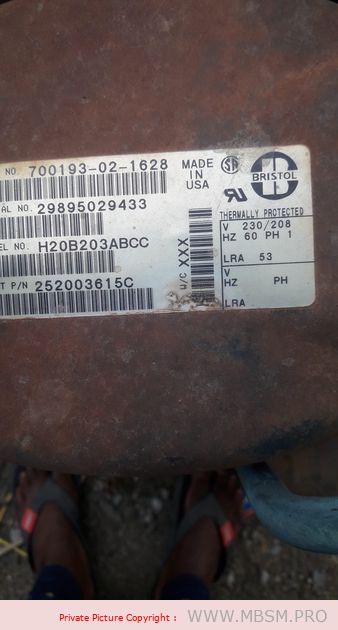 NO. 700193-02-1628
AL NO. 29895029433
EL NO. H20B203ABCC
T P/N 252003615C
MADE
IN
USA
U/C XXX
BRISTOL
THERMALLY PROTECTED
V 230/208
HZ 60 PH 1
LRA 53
V
HZ PH
LRA
Private Picture Copyright : WWW.MBSM.PRO